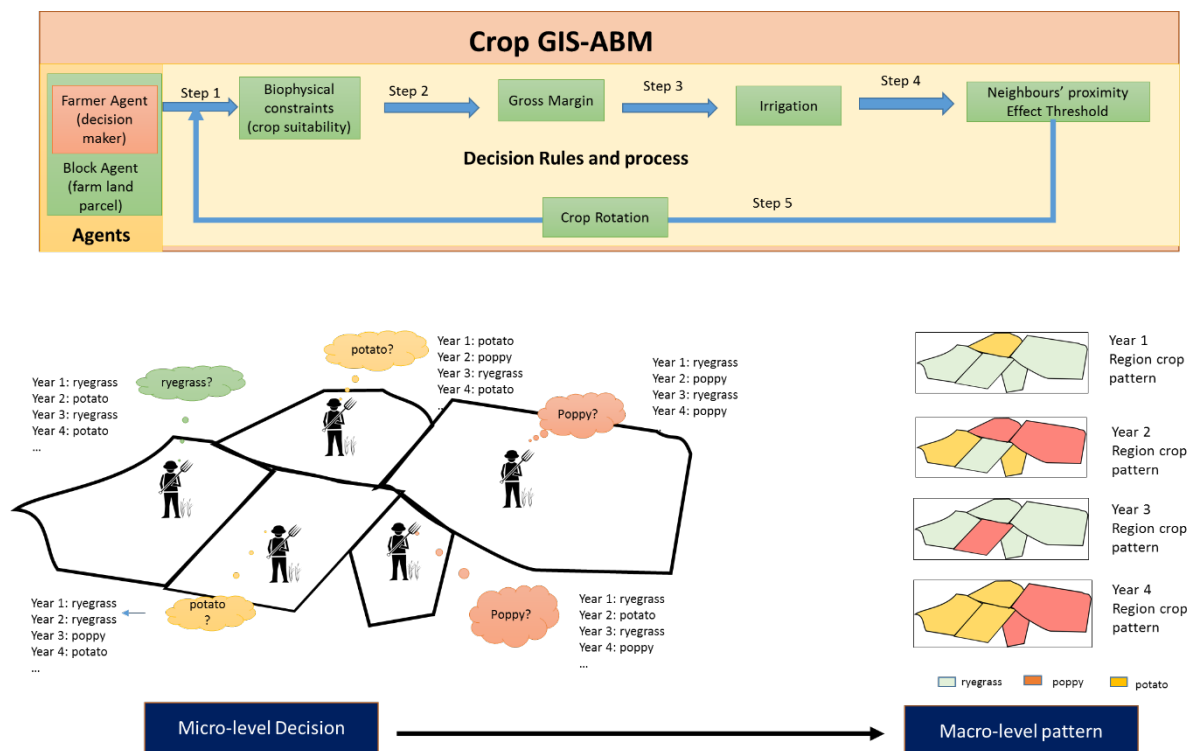 Crop GIS-ABM
Farmer Agent
(decision
maker)
Block Agent
(farm land
parcel)
Agents
Step 1
Biophysical
constraints
(crop suitability)
Step 2
Gross Margin
Step 3
Irrigation
Step 4
Neighbours' proximity
Effect Threshold
Decision Rules and process
Crop Rotation
Step 5
Year 1: ryegrass
Year 2: potato
Year 3: ryegrass
Year 4: potato
...
ryegrass?
potato?
Year 1: potato
Year 2: poppy
Year 3: ryegrass
Year 4: potato
...
Poppy?
Year 1: ryegrass
Year 2: poppy
Year 3: ryegrass
Year 4: poppy
...
Year 1: ryegrass
Year 2: ryegrass
Year 3: poppy
Year 4: potato
...
potato
?
Poppy?
Year 1: ryegrass
Year 2: potato
Year 3: ryegrass
Year 4: poppy
...
Year 1
Region crop
pattern
Year 2
Region crop
pattern
Year 3
Region crop
pattern
Year 4
Region crop
pattern
ryegrass
poppy
potato
Micro-level Decision
Macro-level pattern